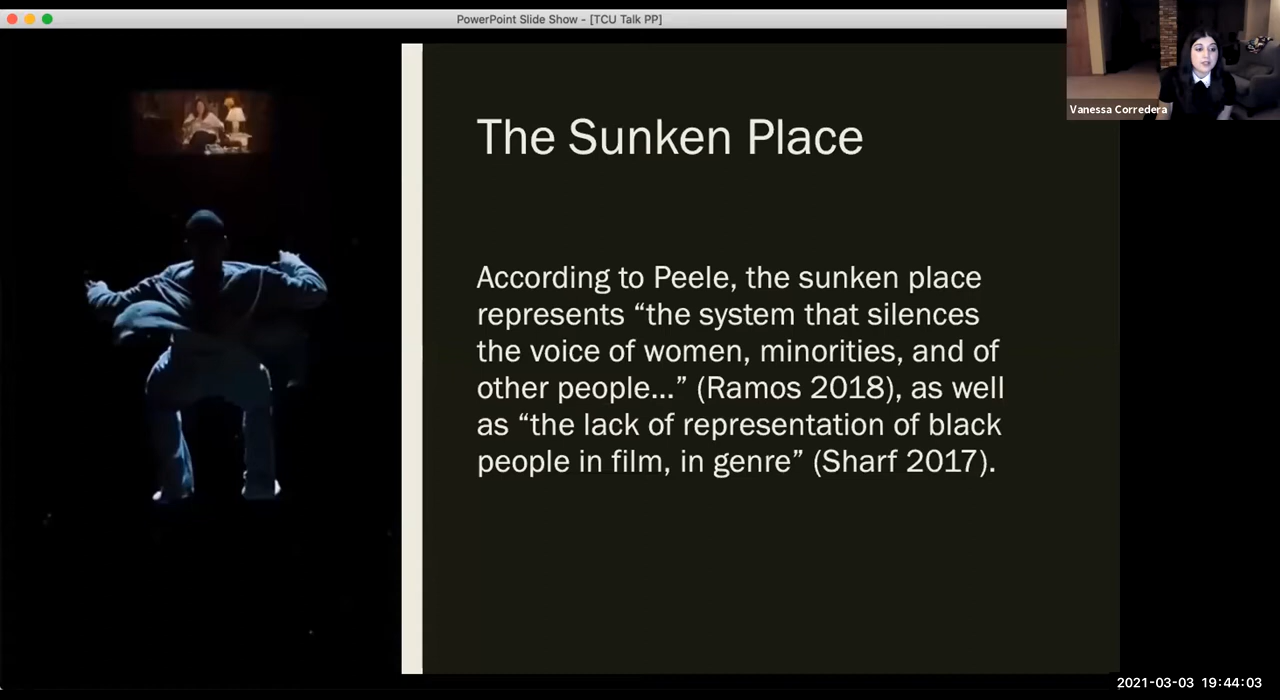 PowerPoint Slide Show - [TCU Talk PP]
Vanessa Corredera
The Sunken Place
According to Peele, the sunken place
represents “the system that silences
the voice of women, minorities, and of
other people...” (Ramos 2018), as well
as “the lack of representation of black
people in film, in genre” (Sharf 2017).
2021-03-03 19:44:03